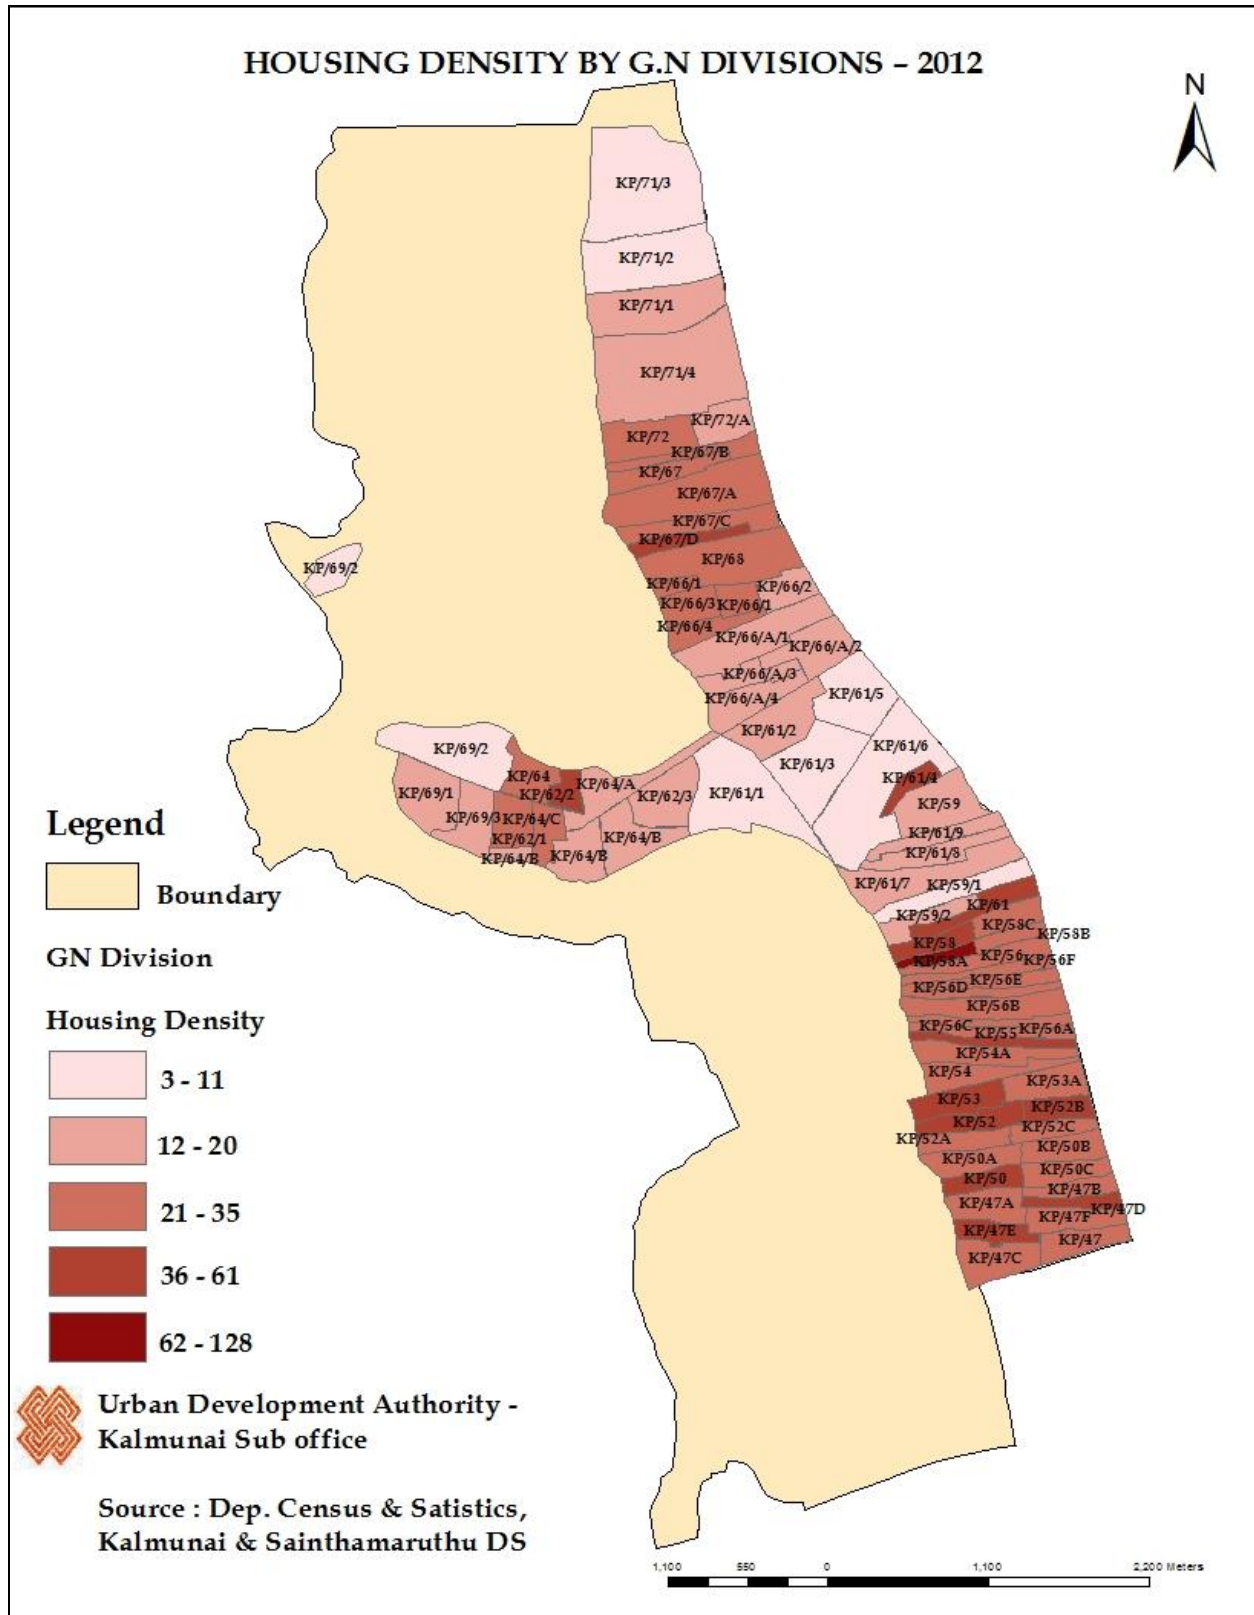 HOUSING DENSITY BY G.N DIVISIONS – 2012
N
KP/71/3
KP/71/2
KP/71/1
KP/71/4
KP/72/A
KP/72
KP/67/B
KP/67
KP/67/A
KP/67/C
KP/67/D
KP/68
KP/69/2
KP/66/1
KP/66/2
KP/66/3
KP/66/1
KP/66/4
KP/66/A/1
KP/66/A/2
KP/66/A/3
KP/66/A/4
KP/61/5
KP/61/2
KP/61/6
KP/69/2
KP/61/3
KP/64
KP/64/A
KP/61/4
KP/69/1
KP/62/2
KP/62/3
KP/61/1
KP/59
KP/69/3
KP/64/C
KP/62/1
KP/64/B
KP/61/9
KP/64/B
KP/64/B
KP/61/8
KP/61/7
KP/59/1
KP/61
KP/59/2
KP/58C
KP/58B
KP/58
KP/56
KP/56F
KP/58A
KP/56E
KP/56D
KP/56B
KP/56C
KP/55
KP/56A
KP/54A
KP/54
KP/53A
KP/53
KP/52B
KP/52
KP/52C
KP/52A
KP/50B
KP/50A
KP/50C
KP/50
KP/47B
KP/47A
KP/47D
KP/47F
KP/47E
KP/47
KP/47C
Legend
Boundary
GN Division
Housing Density
3 - 11
12 - 20
21 - 35
36 - 61
62 - 128
Urban Development Authority -
Kalmunai Sub office
Source : Dep. Census & Satistics,
Kalmunai & Sainthamaruthu DS
1,100 550 0 1,100 2,200 Meters